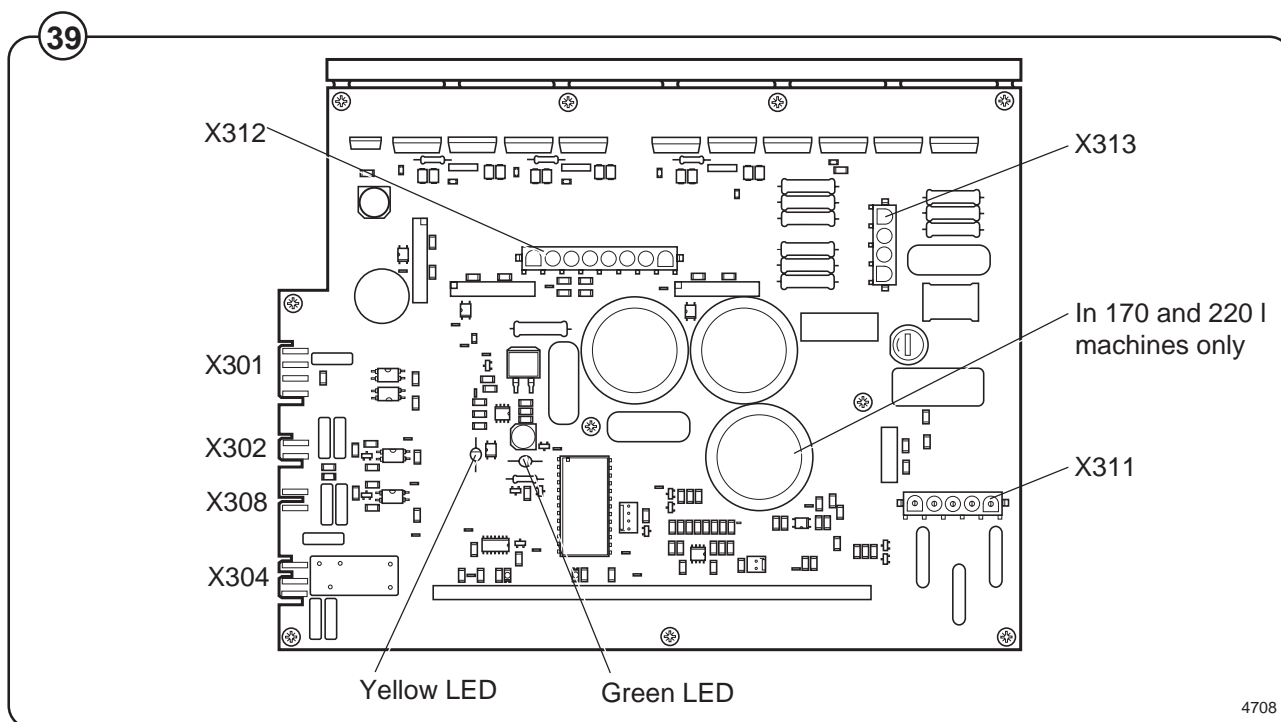 39
X312
X313
In 170 and 220 l
machines only
X301
X302
X308
X311
X304
Yellow LED
Green LED
4708